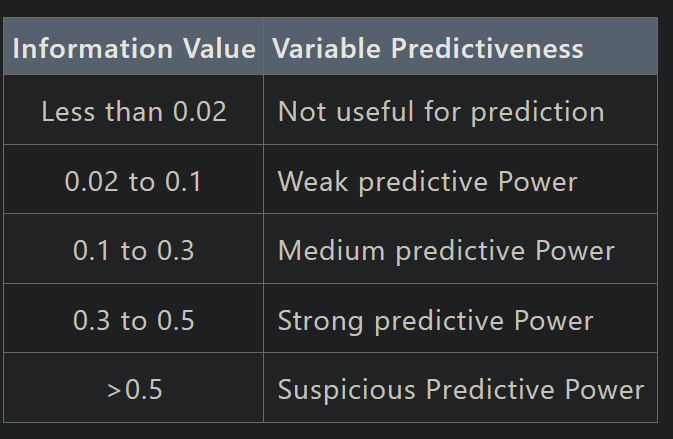 Information Value Variable Predictiveness
Less than 0.02 Not useful for prediction
0.02 to 0.1 Weak predictive Power
0.1 to 0.3 Medium predictive Power
0.3 to 0.5 Strong predictive Power
>0.5 Suspicious Predictive Power